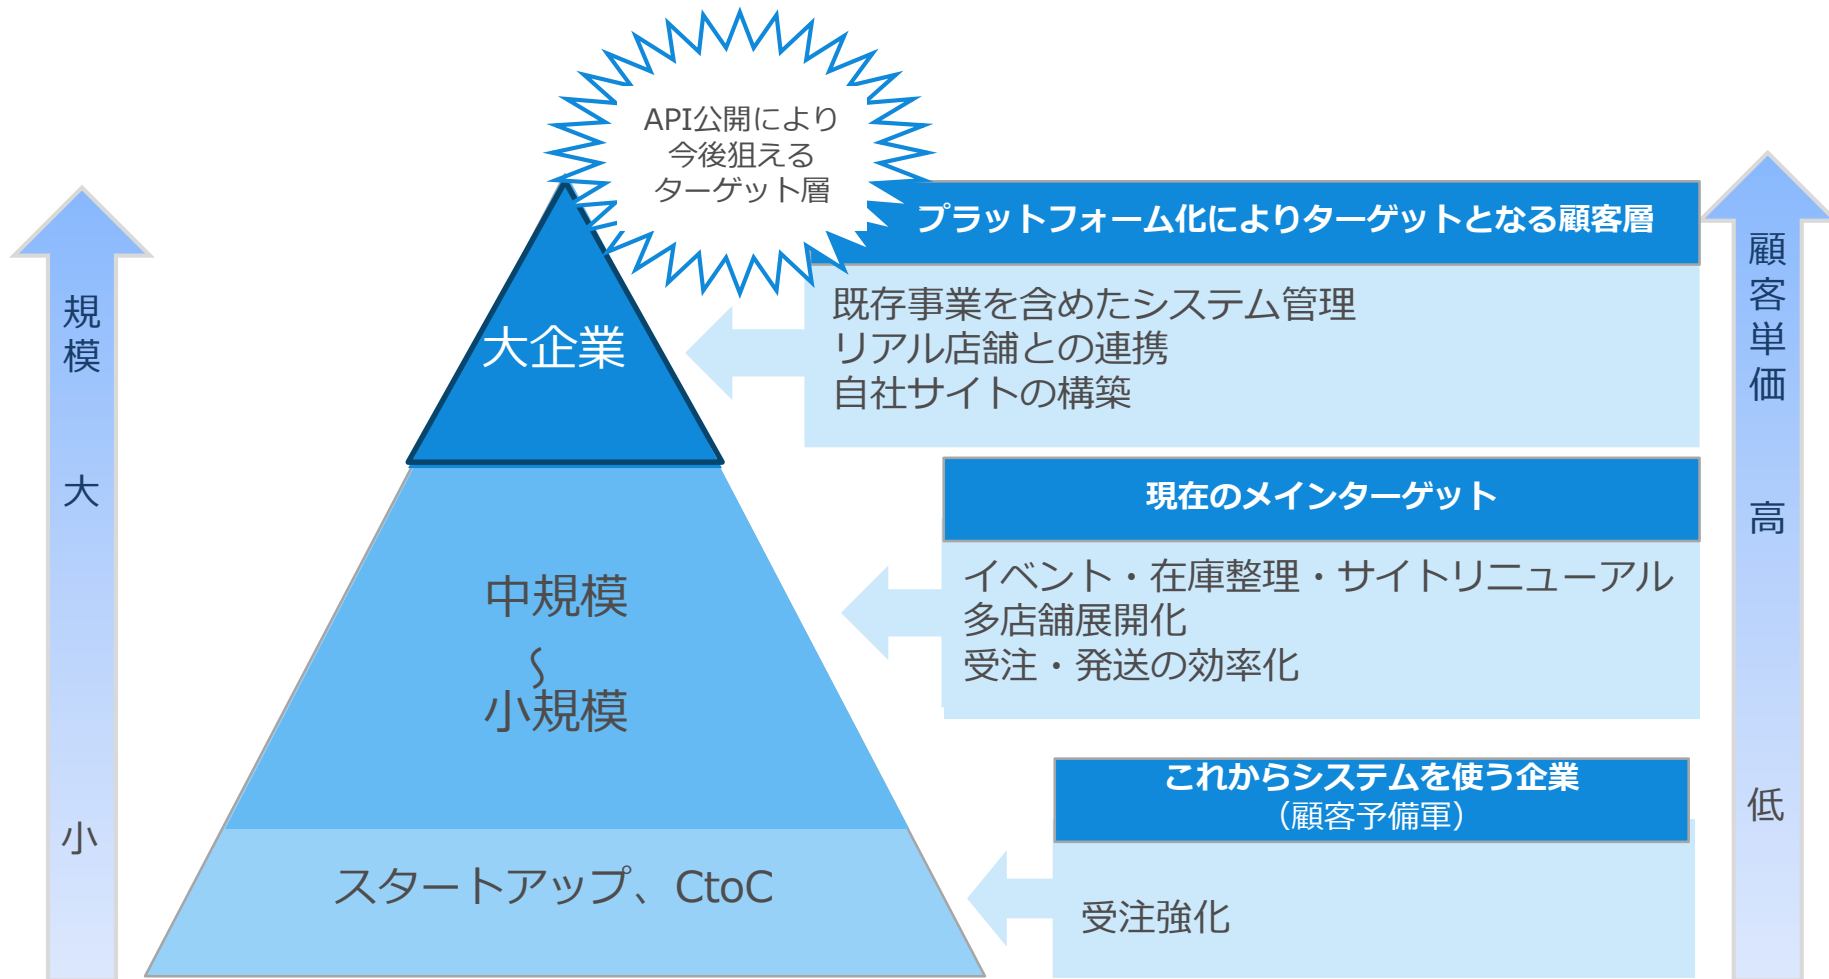 API公開により
今後狙える
ターゲット層
プラットフォーム化によりターゲットとなる顧客層
既存事業を含めたシステム管理
リアル店舗との連携
自社サイトの構築
大企業
規模
大
小
現在のメインターゲット
イベント・在庫整理・サイトリニューアル
多店舗展開化
受注・発送の効率化
中規模
～
小規模
これからシステムを使う企業
（顧客予備軍）
受注強化
スタートアップ、CtoC
顧客単価
高
低